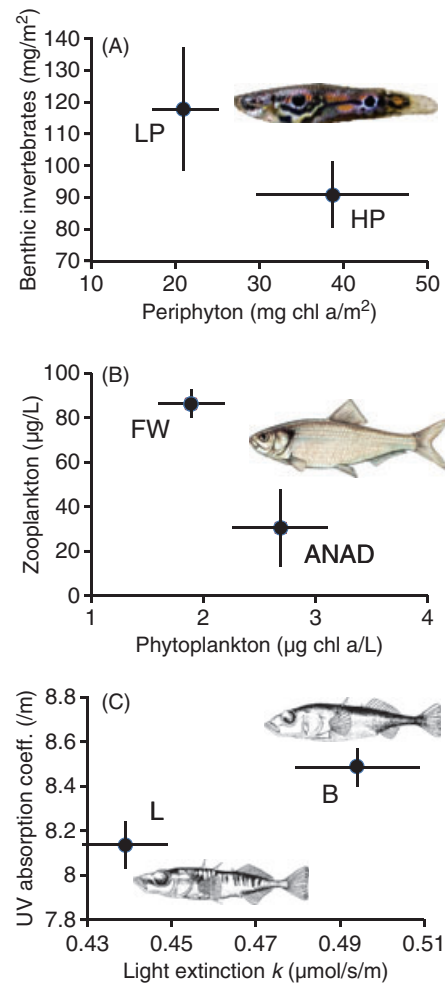 (A)
Benthic invertebrates (mg/m²)
140
130
120
110
100
90
80
70
LP
HP
10 20 30 40 50
Periphyton (mg chl a/m²)
(B)
Zooplankton (µg/L)
100
80
60
40
20
0
FW
ANAD
1 2 3 4
Phytoplankton (µg chl a/L)
(C)
UV absorption coeff. (/m)
8.8
8.6
8.4
8.2
8
7.8
L
B
0.43 0.45 0.47 0.49 0.51
Light extinction k (µmol/s/m)